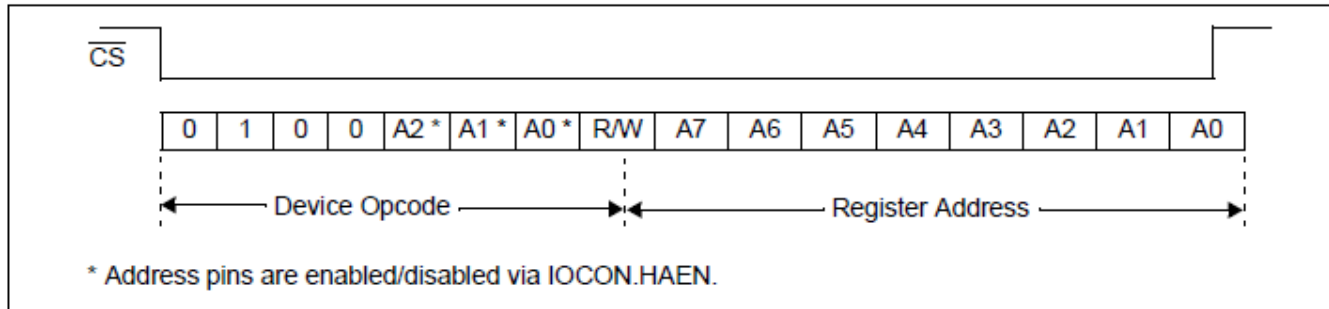 CS
0 1 0 0 A2 * A1 * A0 * R/W A7 A6 A5 A4 A3 A2 A1 A0
Device Opcode Register Address
* Address pins are enabled/disabled via IOCON.HAEN.